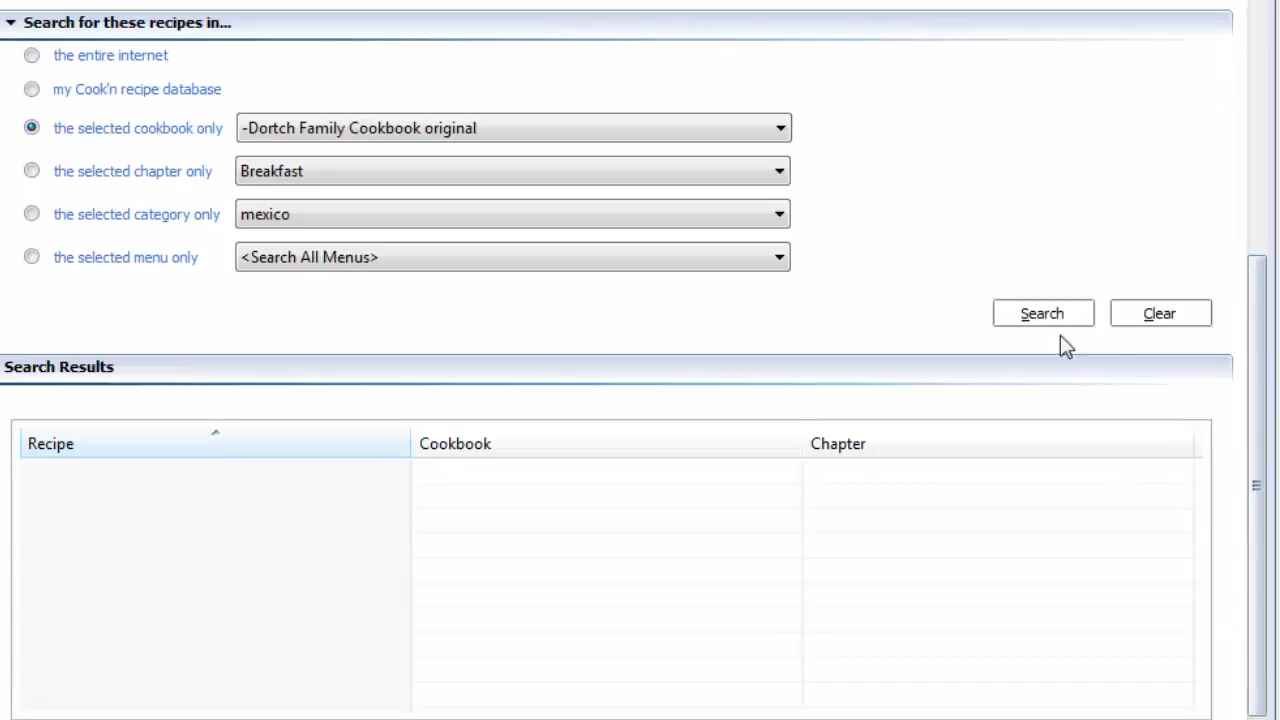 Search for these recipes in...
the entire internet
my Cook'n recipe database
the selected cookbook only -Dortch Family Cookbook original
the selected chapter only Breakfast
the selected category only mexico
the selected menu only <Search All Menus>
Search Clear
Search Results
Recipe Cookbook Chapter